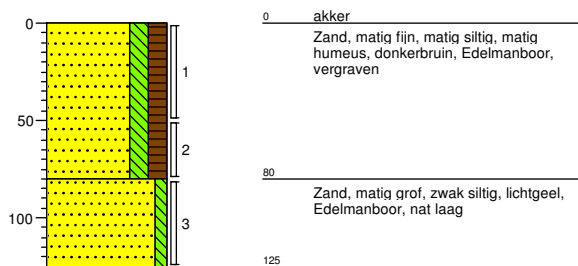 0
1
50
2
100
3
0 akker
Zand, matig fijn, matig siltig, matig
humeus, donkerbruin, Edelmanboor,
vergraven
80
Zand, matig grof, zwak siltig, lichtgeel,
Edelmanboor, nat laag
125